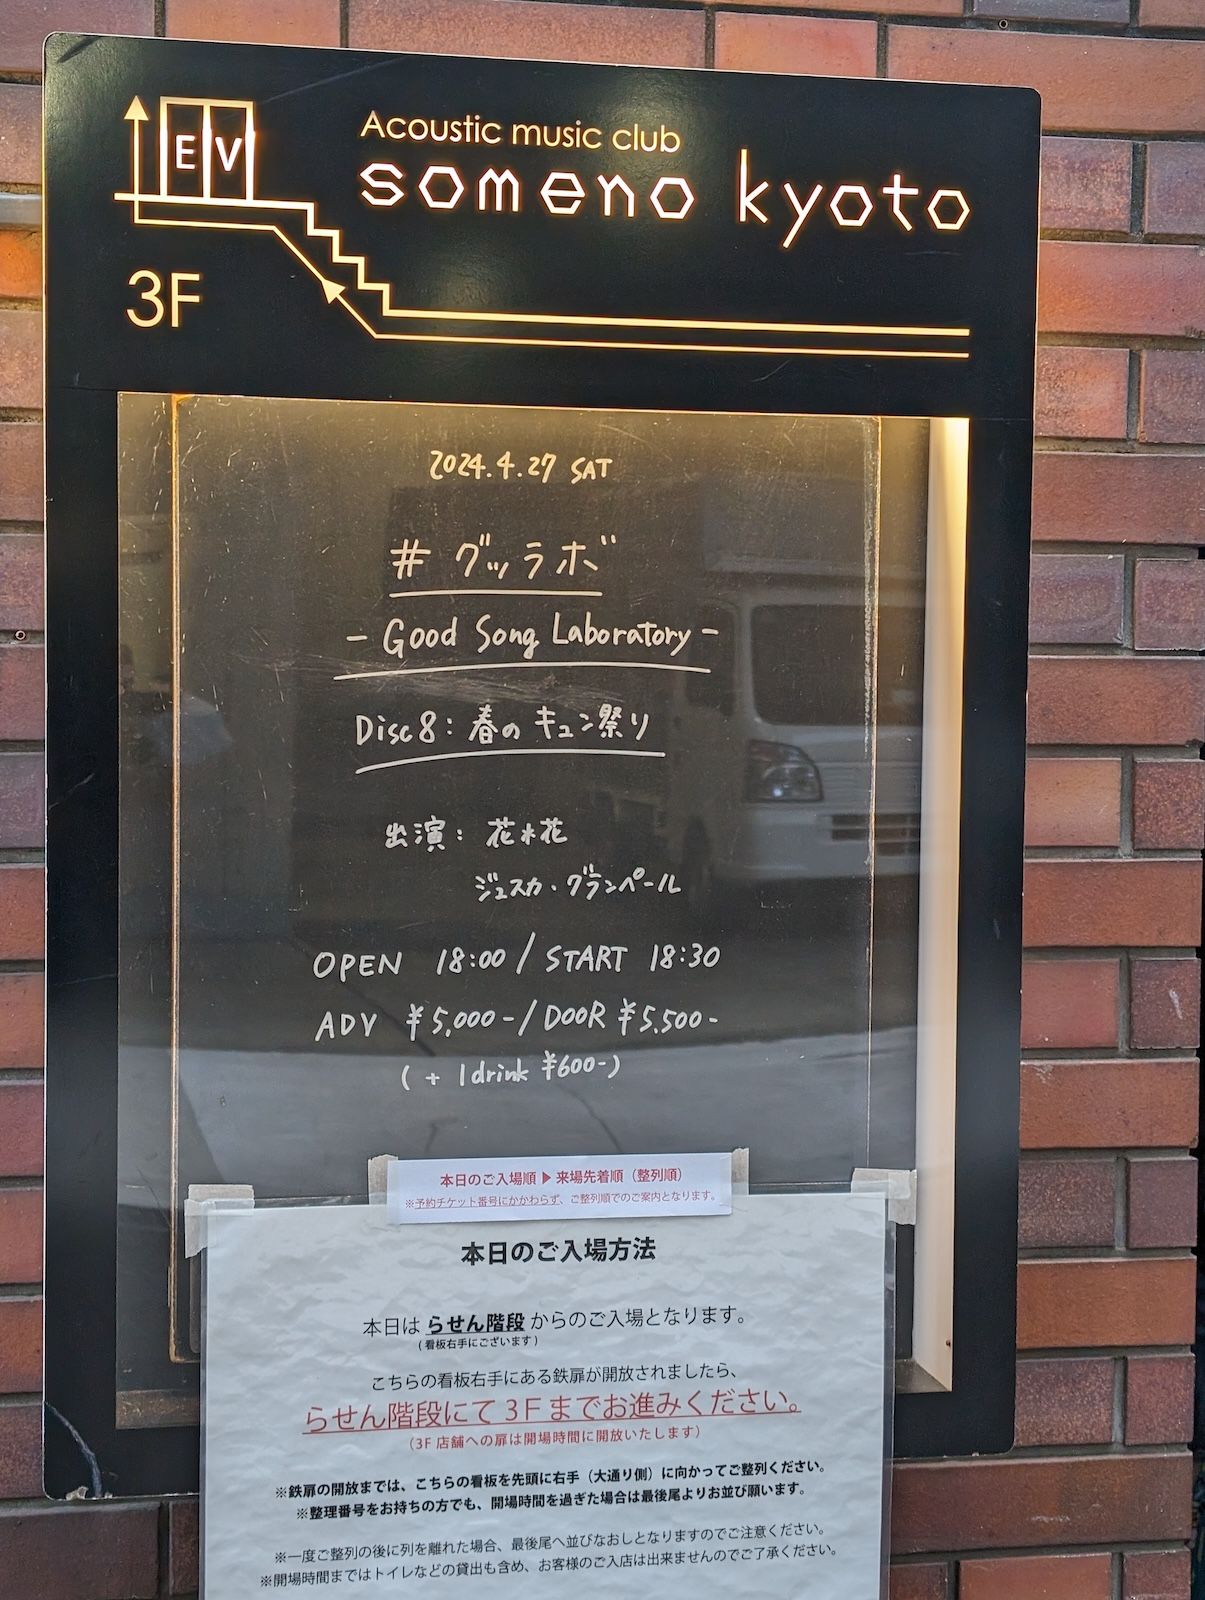 EV
3F
Acoustic music club
someno kyoto
2024.4.27 SAT
# グッラボ
- Good Song Laboratory -
Disc8: 春のキュン祭り
出演: 花*花
ジュスカ・グランペール
OPEN 18:00 / START 18:30
ADV ¥5,000- / DOOR ¥5,500-
( + 1drink ¥600-)
本日のご入場順▶来場先着順（整列順）
※予約チケット番号にかかわらず、ご整列順でのご案内となります。
本日のご入場方法
本日は らせん階段 からのご入場となります。
(看板右手にございます)
こちらの看板右手にある鉄扉が開放されましたら、
らせん階段にて3Fまでお進みください。
（3F 店舗への扉は開場時間に開放いたします）
※鉄扉の開放までは、こちらの看板を先頭に右手（大通り側）に向かってご整列ください。
※整理番号をお持ちの方でも、開場時間を過ぎた場合は最後尾よりお並び願います。
※一度ご整列の後に列を離れた場合、最後尾へ並びなおしとなりますのでご注意ください。
※開場時間まではトイレなどの貸出も含め、お客様のご入店は出来ませんのでご了承ください。